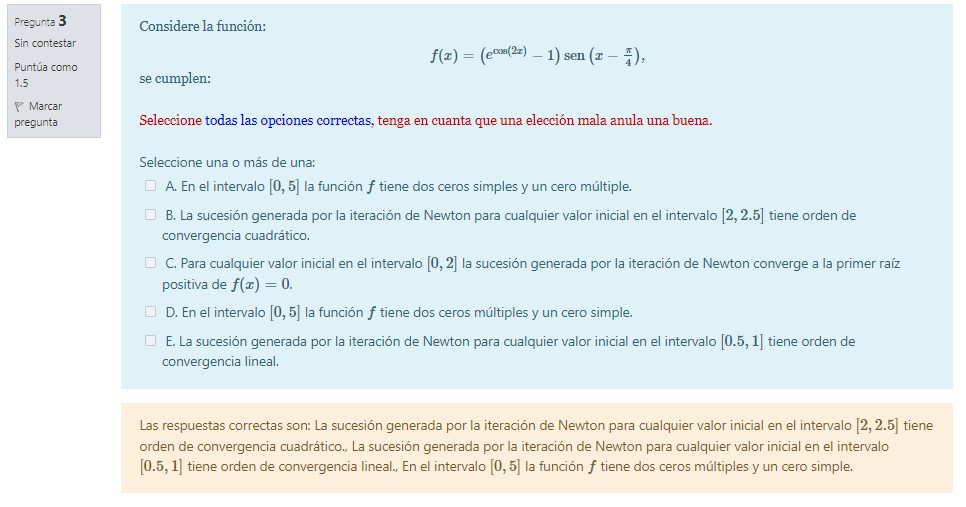 Pregunta 3
Sin contestar
Puntúa como
1.5
Marcar
pregunta
Considere la función:
f(x) = (e^cos(2x) − 1) sen (x − π/4),
se cumplen:
Seleccione todas las opciones correctas, tenga en cuanta que una elección mala anula una buena.
Seleccione una o más de una:
A. En el intervalo [0, 5] la función f tiene dos ceros simples y un cero múltiple.
B. La sucesión generada por la iteración de Newton para cualquier valor inicial en el intervalo [2, 2.5] tiene orden de
convergencia cuadrático.
C. Para cualquier valor inicial en el intervalo [0, 2] la sucesión generada por la iteración de Newton converge a la primer raíz
positiva de f(x) = 0.
D. En el intervalo [0, 5] la función f tiene dos ceros múltiples y un cero simple.
E. La sucesión generada por la iteración de Newton para cualquier valor inicial en el intervalo [0.5, 1] tiene orden de
convergencia lineal.
Las respuestas correctas son: La sucesión generada por la iteración de Newton para cualquier valor inicial en el intervalo [2, 2.5] tiene
orden de convergencia cuadrático., La sucesión generada por la iteración de Newton para cualquier valor inicial en el intervalo
[0.5, 1] tiene orden de convergencia lineal., En el intervalo [0, 5] la función f tiene dos ceros múltiples y un cero simple.